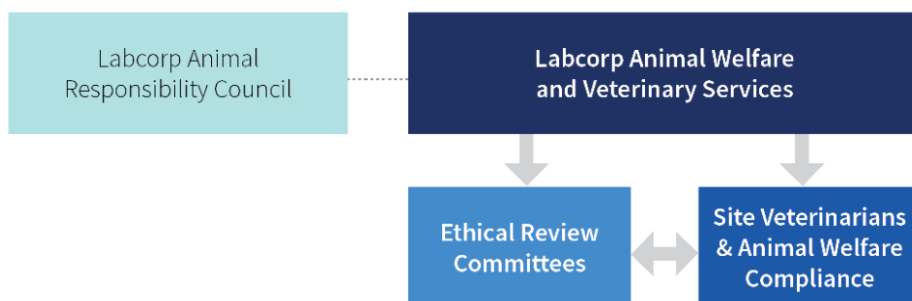 Labcorp Animal
Responsibility Council
Labcorp Animal Welfare
and Veterinary Services
Ethical Review
Committees
Site Veterinarians
& Animal Welfare
Compliance